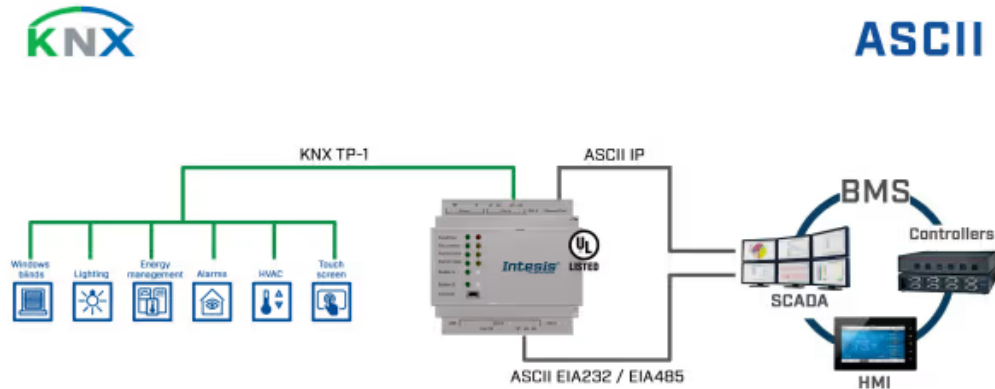 KNX
ASCII
KNX TP-1
ASCII IP
BMS
Controllers
Windows
blinds
Lighting
Energy
management
Alarms
HVAC
Touch
screen
Intesis
UL
LISTED
SCADA
HMI
ASCII EIA232 / EIA485